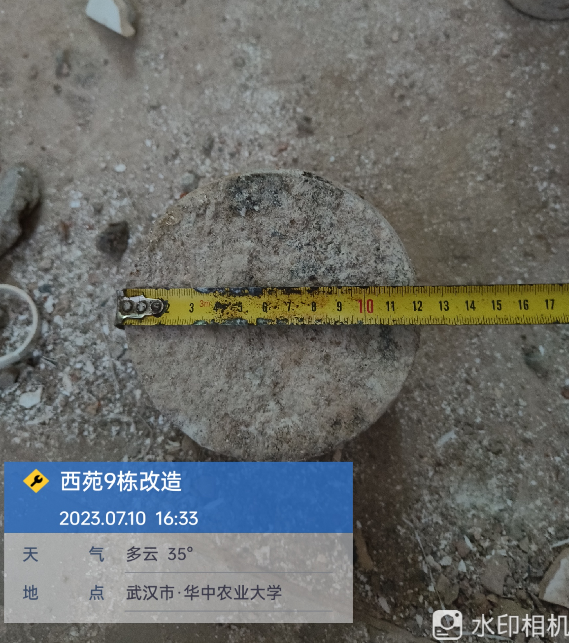 3 3m 4 5 6 7 8 9 10 11 12 13 14 15 16 17
西苑9栋改造
2023.07.10 16:33
天 气 多云 35°
地 点 武汉市·华中农业大学
水印相机